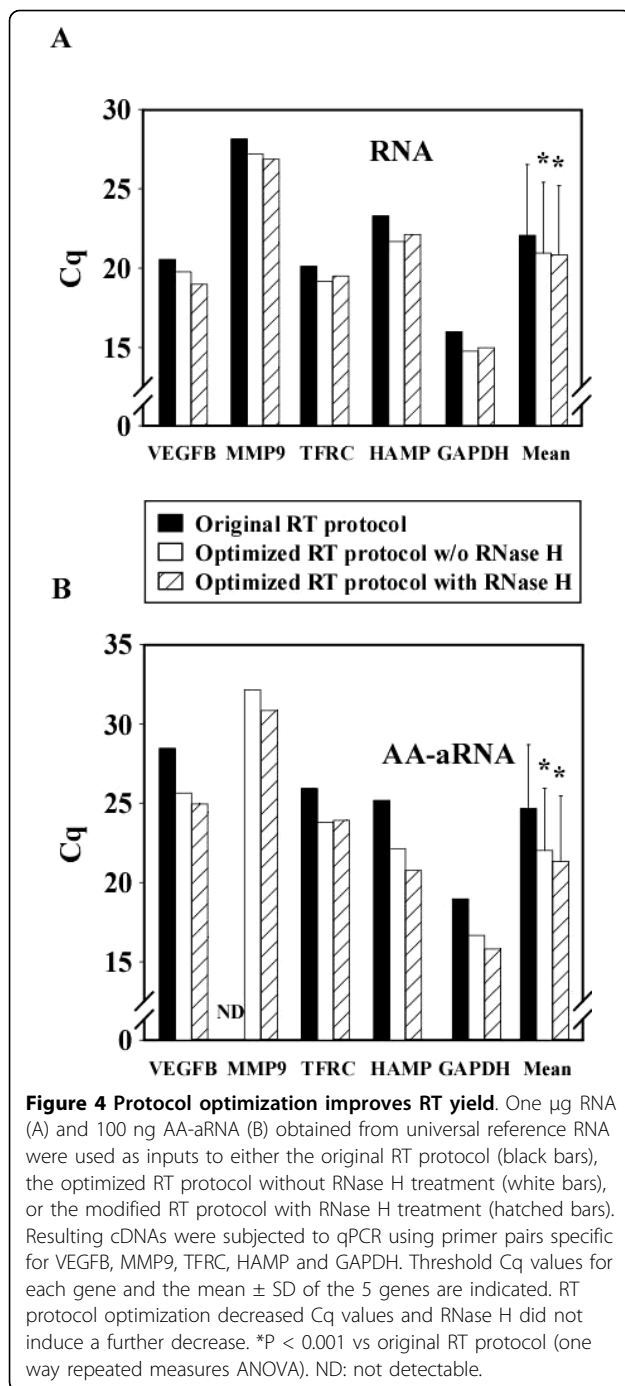 A
30
RNA
* *
25
Cq
20
15
0
VEGFB MMP9 TFRC HAMP GAPDH Mean
Original RT protocol
Optimized RT protocol w/o RNase H
Optimized RT protocol with RNase H
B
35
30
AA-aRNA
* *
25
Cq
20
15
ND
0
VEGFB MMP9 TFRC HAMP GAPDH Mean
Figure 4 Protocol optimization improves RT yield. One μg RNA
(A) and 100 ng AA-aRNA (B) obtained from universal reference RNA
were used as inputs to either the original RT protocol (black bars),
the optimized RT protocol without RNase H treatment (white bars),
or the modified RT protocol with RNase H treatment (hatched bars).
Resulting cDNAs were subjected to qPCR using primer pairs specific
for VEGFB, MMP9, TFRC, HAMP and GAPDH. Threshold Cq values for
each gene and the mean ± SD of the 5 genes are indicated. RT
protocol optimization decreased Cq values and RNase H did not
induce a further decrease. *P < 0.001 vs original RT protocol (one
way repeated measures ANOVA). ND: not detectable.